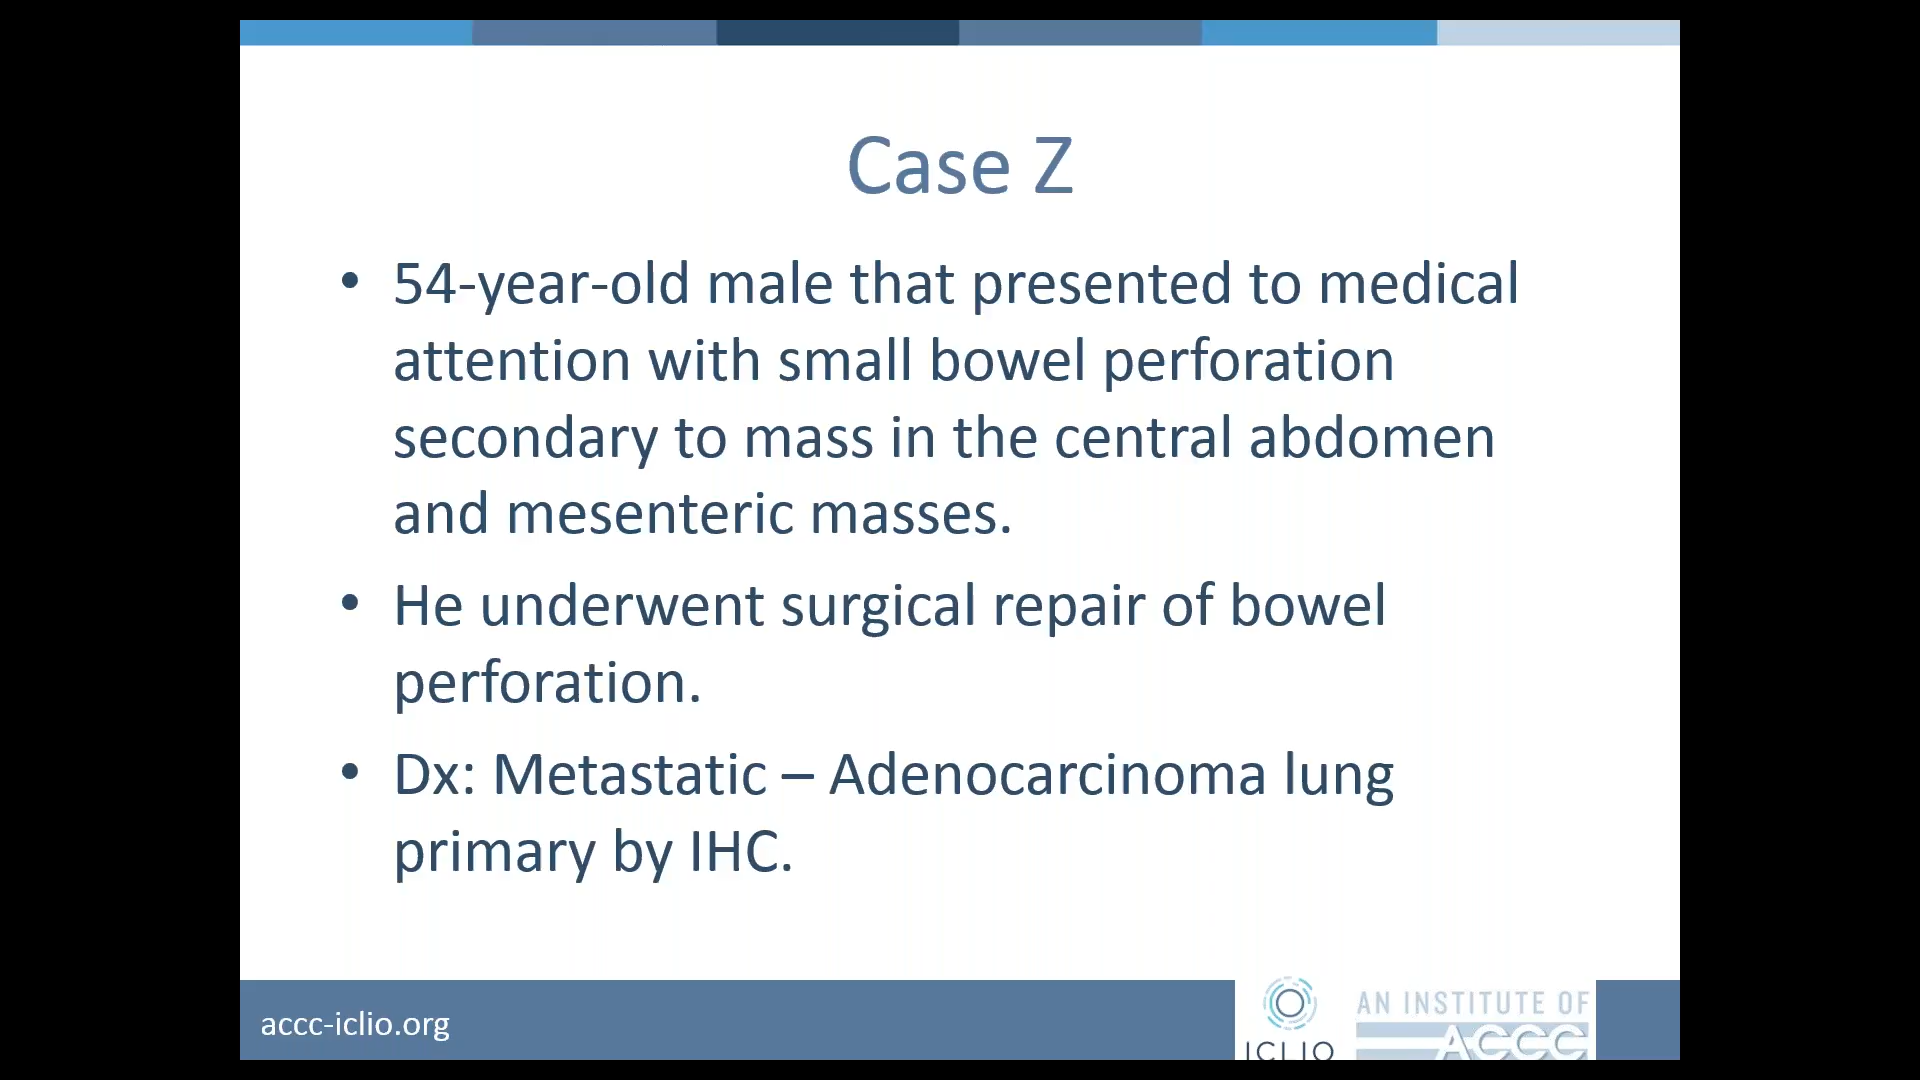 Case Z
• 54-year-old male that presented to medical
attention with small bowel perforation
secondary to mass in the central abdomen
and mesenteric masses.
• He underwent surgical repair of bowel
perforation.
• Dx: Metastatic – Adenocarcinoma lung
primary by IHC.
accc-iclio.org
ICLIO
AN INSTITUTE OF
ACCC